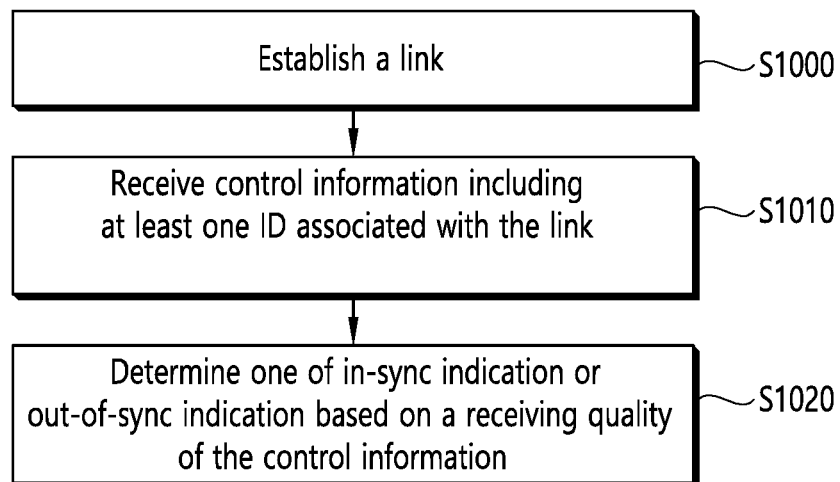 Establish a link
S1000
Receive control information including
at least one ID associated with the link
S1010
Determine one of in-sync indication or
out-of-sync indication based on a receiving quality
of the control information
S1020